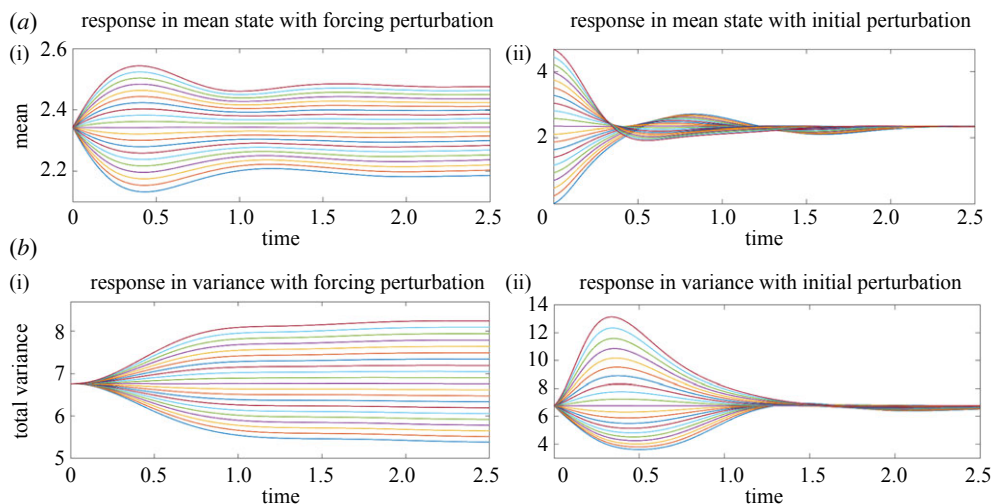 (a) response in mean state with forcing perturbation response in mean state with initial perturbation
(i) (ii)
2.6
2.4
2.2
mean
0 0.5 1.0 1.5 2.0 2.5
time
4
2
0
0 0.5 1.0 1.5 2.0 2.5
time
(b)
(i) response in variance with forcing perturbation (ii) response in variance with initial perturbation
8
7
6
5
total variance
0 0.5 1.0 1.5 2.0 2.5
time
14
12
10
8
6
4
0 0.5 1.0 1.5 2.0 2.5
time